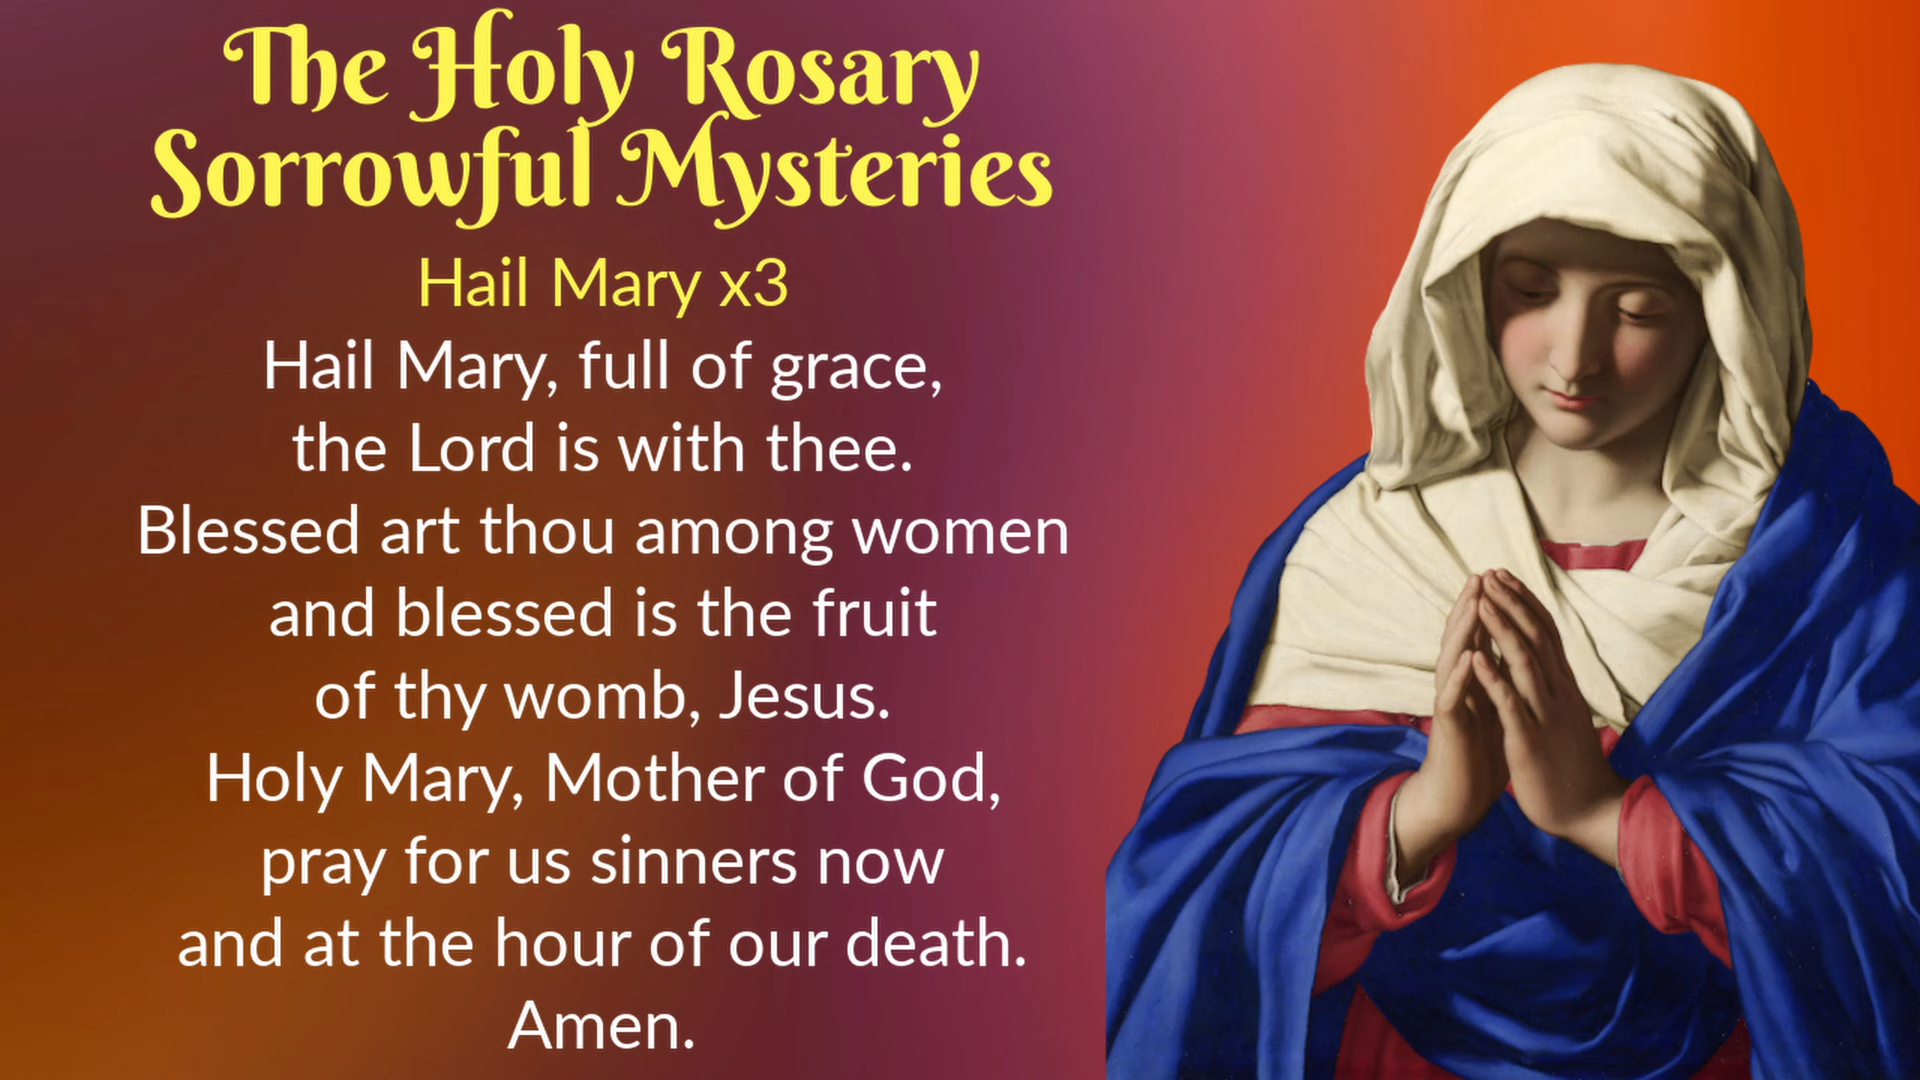 The Holy Rosary
Sorrowful Mysteries
Hail Mary x3
Hail Mary, full of grace,
the Lord is with thee.
Blessed art thou among women
and blessed is the fruit
of thy womb, Jesus.
Holy Mary, Mother of God,
pray for us sinners now
and at the hour of our death.
Amen.